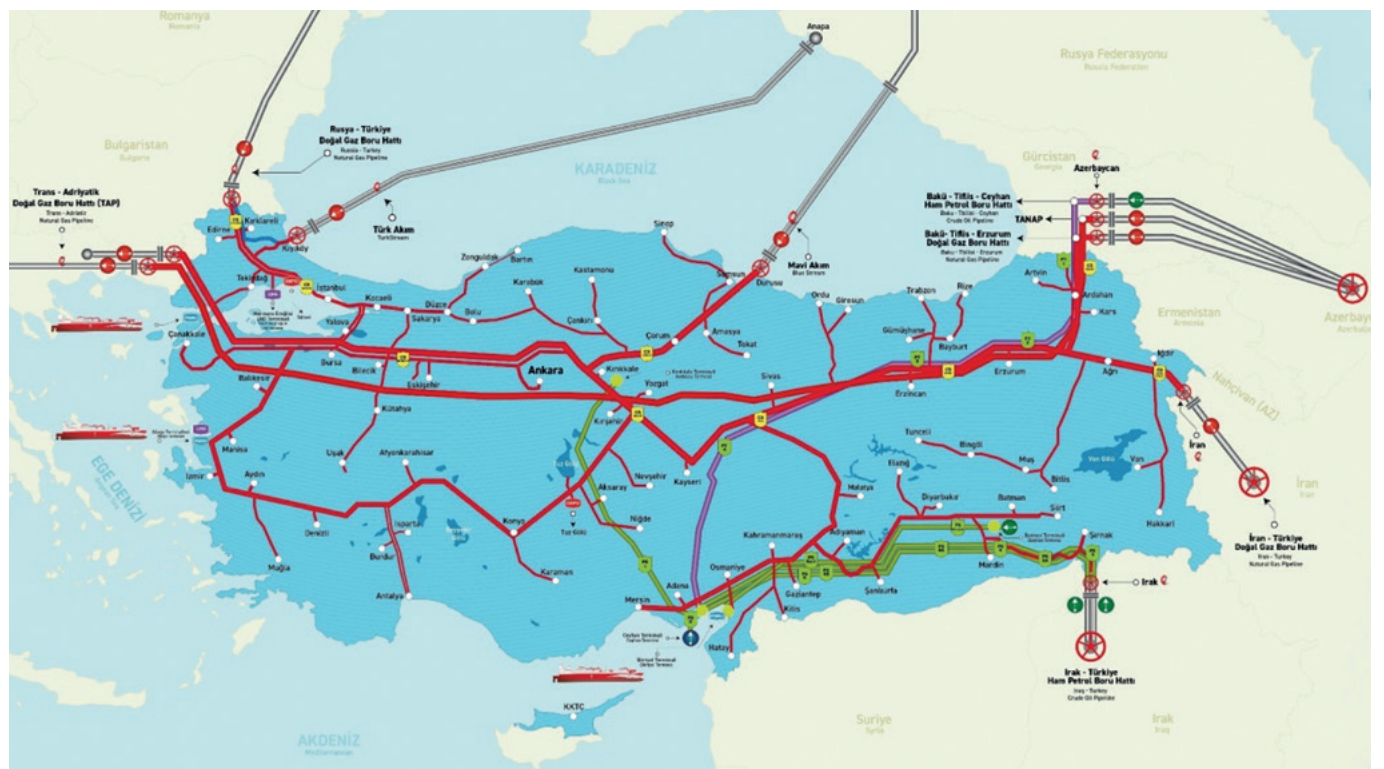 Romanya
Romania
Anapa
Rusya Federasyonu
Russia Federation
Bulgaristan
Bulgaria
Rusya - Türkiye
Doğal Gaz Boru Hattı
Russia - Turkey
Natural Gas Pipeline
KARADENİZ
Black Sea
Gürcistan
Georgia
Azerbaycan
Trans - Adriyatik
Doğal Gaz Boru Hattı (TAP)
Trans - Adriatic
Natural Gas Pipeline
Bakü - Tiflis - Ceyhan
Ham Petrol Boru Hattı
Baku - Tbilisi - Ceyhan
Crude Oil Pipeline
TANAP
Bakü- Tiflis - Erzurum
Doğal Gaz Boru Hattı
Baku - Tbilisi - Erzurum
Natural Gas Pipeline
Türk Akım
TurkStream
Mavi Akım
Blue Stream
Kırklareli
Edirne
Kıyıköy
Tekirdağ
İstanbul
Silivri
Kocaeli
Sakarya
Düzce
Bolu
Zonguldak
Bartın
Karabük
Kastamonu
Çankırı
Sinop
Samsun
Durusu
Çorum
Amasya
Tokat
Ordu
Giresun
Trabzon
Rize
Gümüşhane
Bayburt
Artvin
Ardahan
Kars
Ermenistan
Armenia
Azerbay
Azerba
Iğdır
Nahçivan (AZ)
Çanakkale
Yalova
Bursa
Bilecik
Eskişehir
Ankara
Kırıkkale
Yozgat
Kırşehir
Sivas
Erzincan
Erzurum
Ağrı
İran
Balıkesir
Kütahya
Manisa
Uşak
Afyonkarahisar
İzmir
Aydın
Denizli
Muğla
Isparta
Burdur
Antalya
Konya
Karaman
Tuz Gölü
Tuz Gölü
Aksaray
Nevşehir
Niğde
Kayseri
Tunceli
Bingöl
Muş
Bitlis
Van Gölü
Van
Hakkari
Elazığ
Malatya
Diyarbakır
Batman
Siirt
Şırnak
Mardin
Adıyaman
Kahramanmaraş
Şanlıurfa
Gaziantep
Kilis
Osmaniye
Adana
Mersin
Hatay
Ceyhan Terminali
EGE DENİZİ
İran
Iran
İran - Türkiye
Doğal Gaz Boru Hattı
Iran - Turkey
Natural Gas Pipeline
Irak
Irak - Türkiye
Ham Petrol Boru Hattı
Iraq - Turkey
Crude Oil Pipeline
KKTC
AKDENİZ
Mediterranean
Suriye
Syria
Irak
Iraq